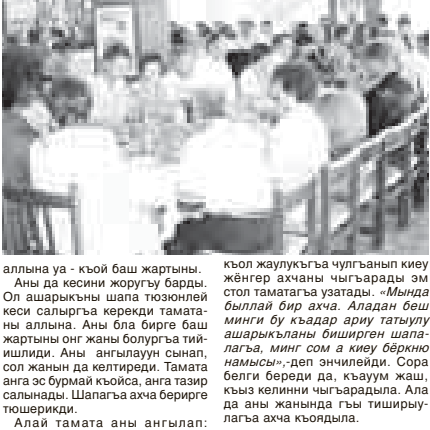 аллына уа - къой баш жартыны.
Аны да кесини жоругъу барды.
Ол ашарыкъны шапа тюзюнлей
кеси салыргъа керекди тамата-
ны аллына. Аны бла бирге баш
жартыны онг жаны болургъа тий-
ишлиди. Аны ангылауун сынап,
сол жанын да келтиреди. Тамата
анга эс бурмай къойса, анга тазир
салынады. Шапагъа ахча берирге
тюшерикди.
Алай тамата аны ангылап:
къол жаулукъгъа чулгъанып киеу
жёнгер ахчаны чыгъарады эм
стол таматагъа узатады. «Мында
быллай бир ахча. Аладан беш
минги бу къадар ариу татыулу
ашарыкъланы биширген шапа-
лагъа, минг сом а киеу бёркню
намысы»,-деп энчилейди. Сора
белги береди да, къауум жаш,
къыз келинни чыгъарадыла. Ала
да аны жанында гъы тиширыу-
лагъа ахча къоядыла.